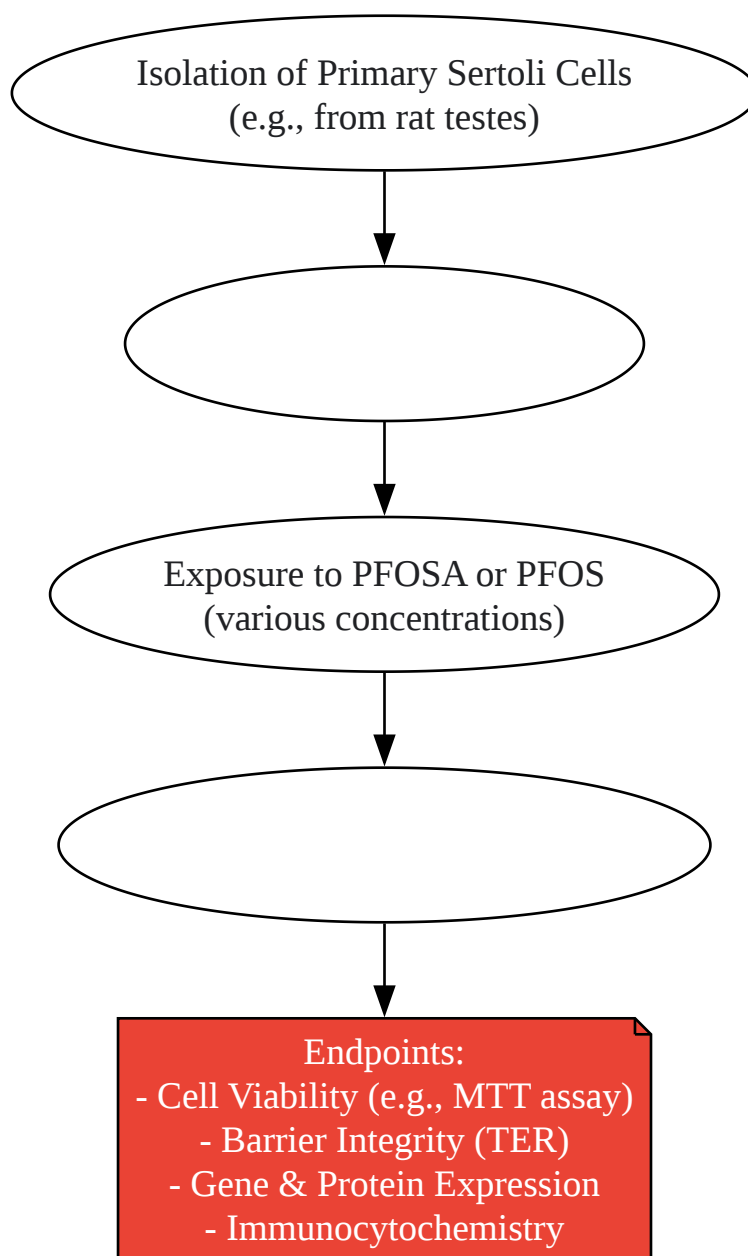 Isolation of Primary Sertoli Cells
(e.g., from rat testes)
Exposure to PFOSA or PFOS
(various concentrations)
Endpoints:
- Cell Viability (e.g., MTT assay)
- Barrier Integrity (TER)
- Gene & Protein Expression
- Immunocytochemistry